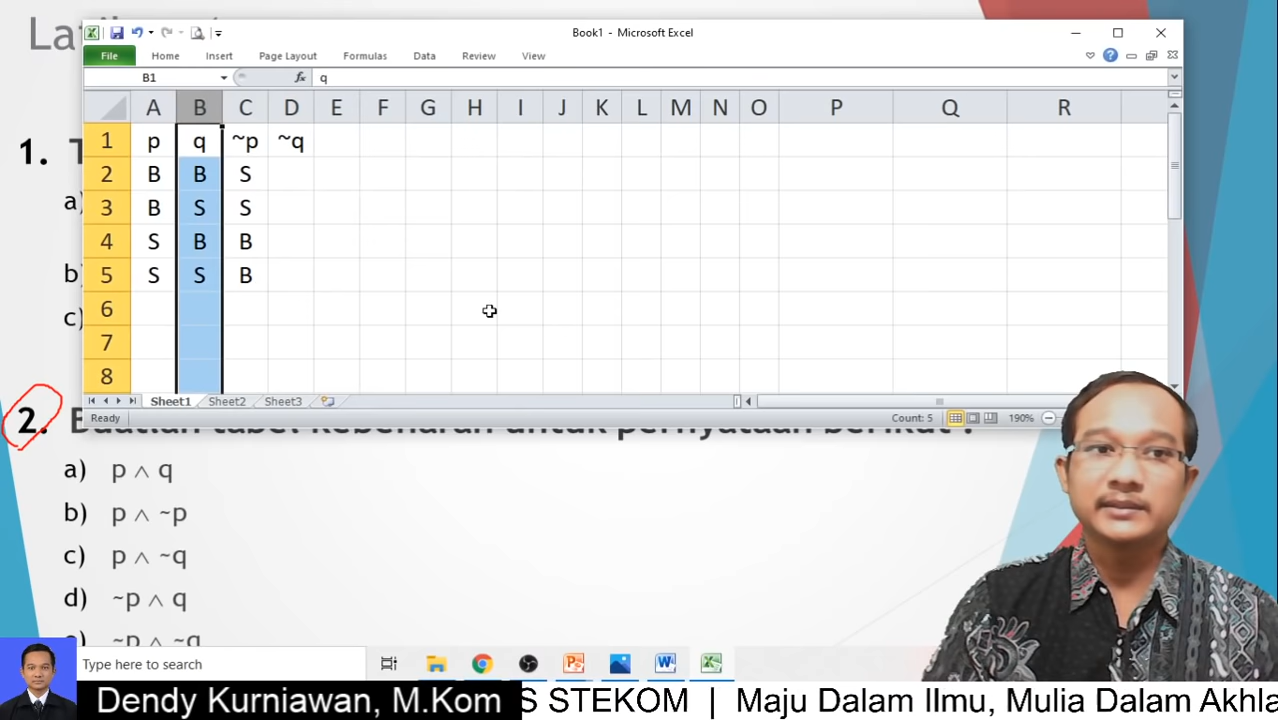 La
Book1 - Microsoft Excel
File Home Insert Page Layout Formulas Data Review View
B1 fx q
A B C D E F G H I J K L M N O P Q R
1 p q ~p ~q
2 B B S
3 B S S
4 S B B
5 S S B
6
7
8
1. T
a)
b)
c)
Sheet1 Sheet2 Sheet3
Ready Count: 5 190%
2.
a) p ∧ q
b) p ∧ ~p
c) p ∧ ~q
d) ~p ∧ q
~p ∧ ~q
Type here to search
Dendy Kurniawan, M.Kom S STEKOM | Maju Dalam Ilmu, Mulia Dalam Akhla